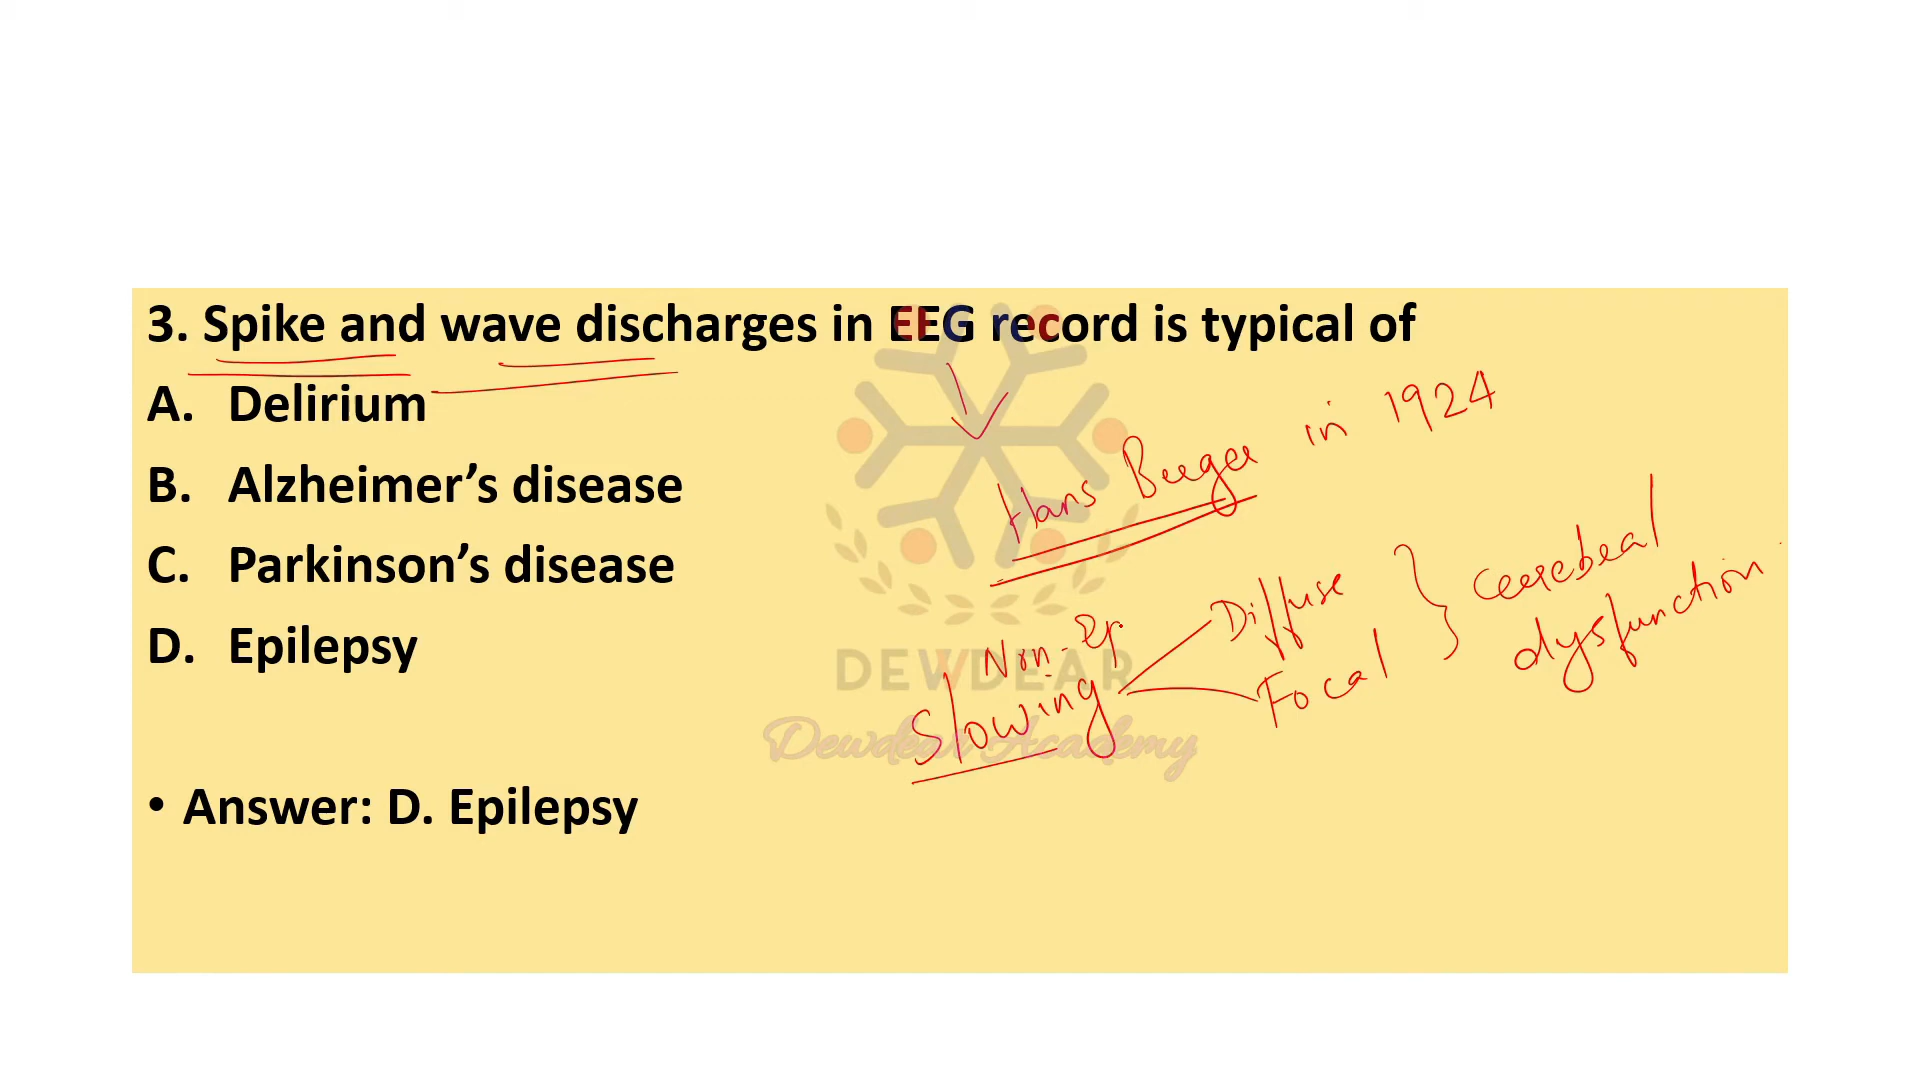 3. Spike and wave discharges in EEG record is typical of
A. Delirium
B. Alzheimer’s disease
C. Parkinson’s disease
D. Epilepsy
• Answer: D. Epilepsy
Hans Berger in 1924
Non-Ep
Slowing
Diffuse
Focal
Cerebral
dysfunction
DEWDEAR
Dewdear Academy